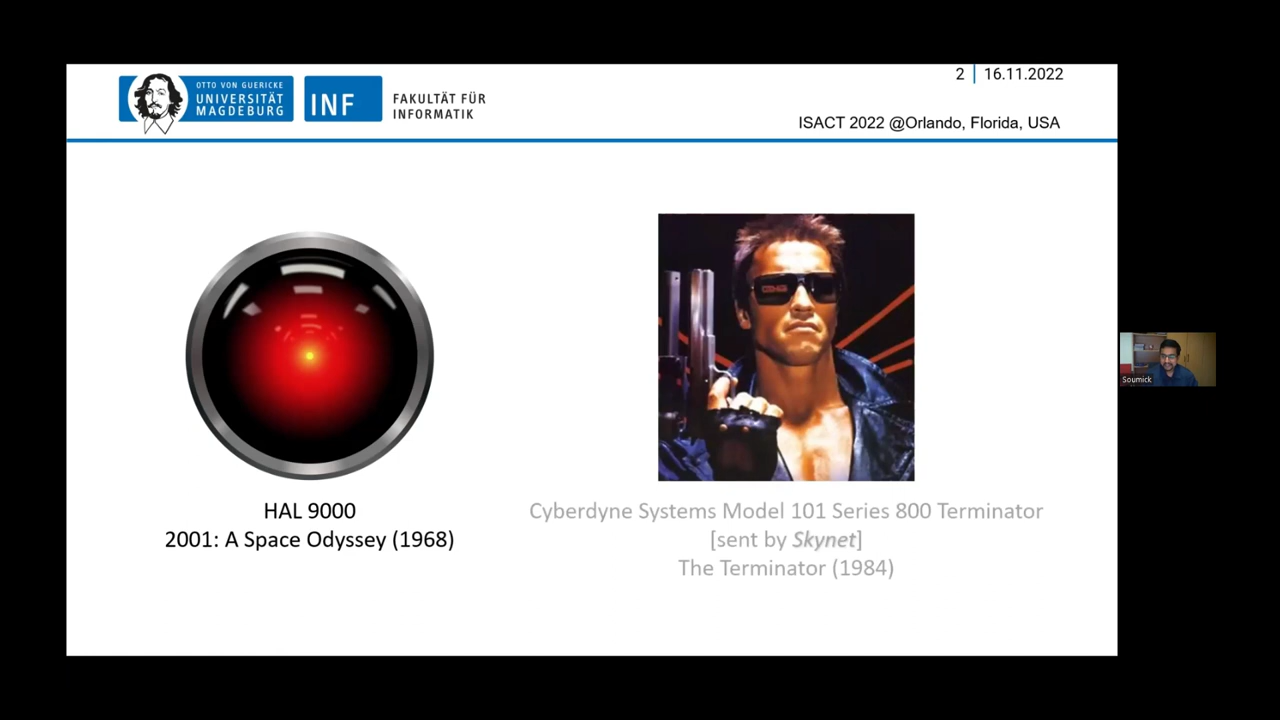 OTTO VON GUERICKE
UNIVERSITÄT
MAGDEBURG
INF
FAKULTÄT FÜR
INFORMATIK
2 | 16.11.2022
ISACT 2022 @Orlando, Florida, USA
HAL 9000
2001: A Space Odyssey (1968)
Cyberdyne Systems Model 101 Series 800 Terminator
[sent by Skynet]
The Terminator (1984)
Soumick